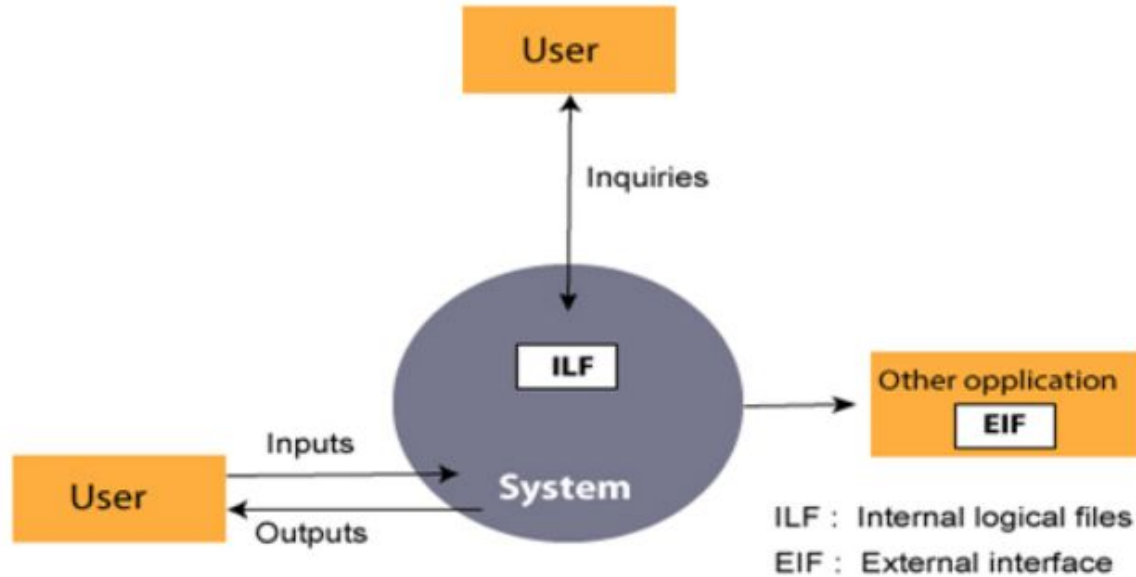 User
Inquiries
ILF
Other opplication
EIF
Inputs
System
User
Outputs
ILF : Internal logical files
EIF : External interface